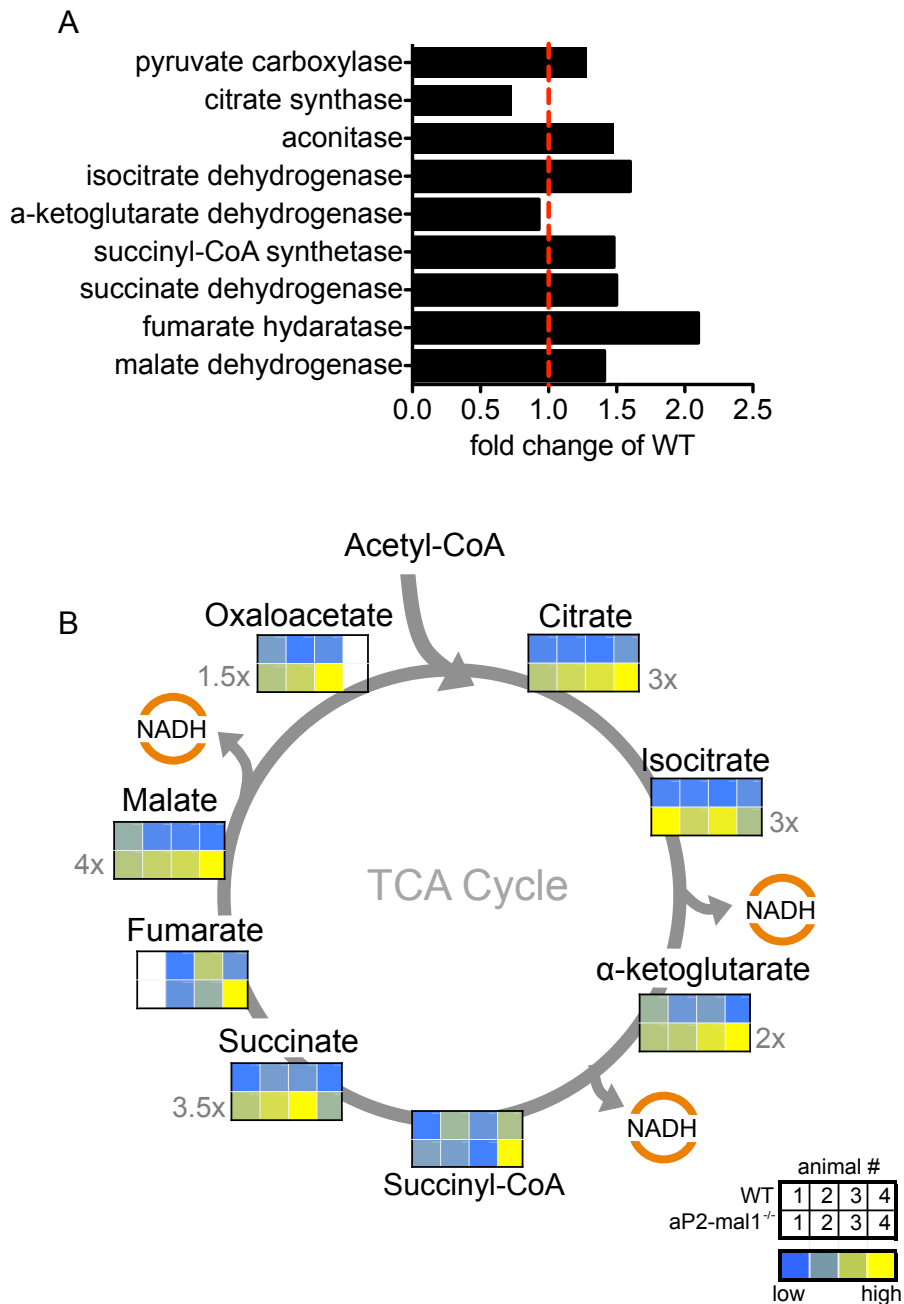 A
pyruvate carboxylase
citrate synthase
aconitase
isocitrate dehydrogenase
a-ketoglutarate dehydrogenase
succinyl-CoA synthetase
succinate dehydrogenase
fumarate hydaratase
malate dehydrogenase
0.0 0.5 1.0 1.5 2.0 2.5
fold change of WT
B
Acetyl-CoA
Oxaloacetate
1.5x
Citrate
3x
NADH
Isocitrate
3x
Malate
4x
TCA Cycle
NADH
Fumarate
α-ketoglutarate
2x
Succinate
3.5x
NADH
Succinyl-CoA
animal #
WT 1 2 3 4
aP2-mal1-/- 1 2 3 4
low high